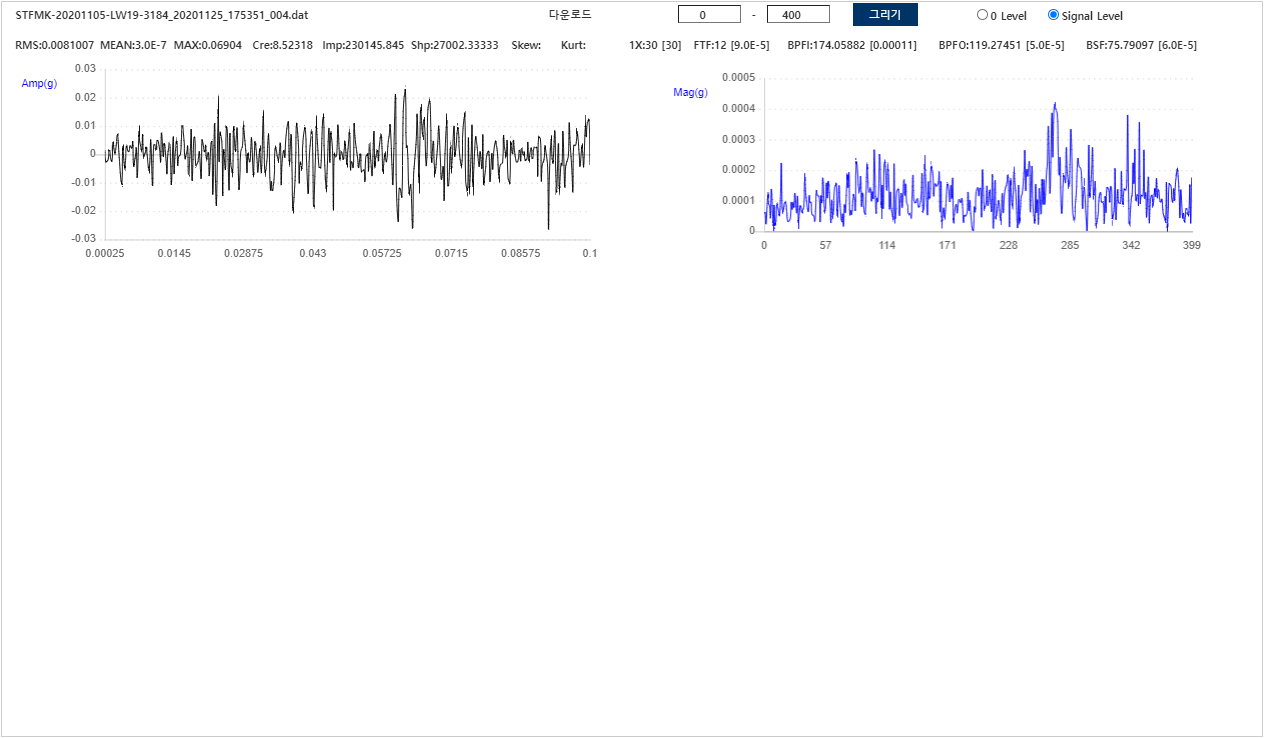 STFMK-20201105-LW19-3184_20201125_175351_004.dat 다운로드 0 - 400 그리기 0 Level Signal Level
RMS:0.0081007 MEAN:3.0E-7 MAX:0.06904 Cre:8.52318 Imp:230145.845 Shp:27002.33333 Skew: Kurt: 1X:30 [30] FTF:12 [9.0E-5] BPFI:174.05882 [0.00011] BPFO:119.27451 [5.0E-5] BSF:75.79097 [6.0E-5]
Amp(g)
0.03
0.02
0.01
0
-0.01
-0.02
-0.03
0.00025 0.0145 0.02875 0.043 0.05725 0.0715 0.08575 0.1
Mag(g)
0.0005
0.0004
0.0003
0.0002
0.0001
0
0 57 114 171 228 285 342 399